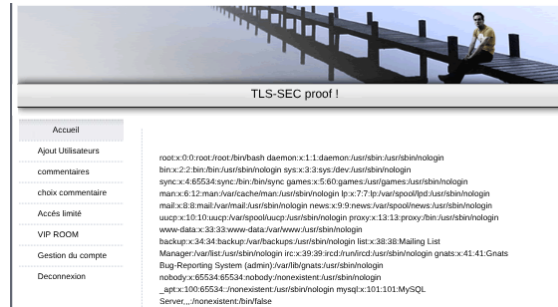 TLS-SEC proof !
Accueil
Ajout Utilisateurs
commentaires
choix commentaire
Accés limité
VIP ROOM
Gestion du compte
Deconnexion
root:x:0:0:root:/root:/bin/bash daemon:x:1:1:daemon:/usr/sbin:/usr/sbin/nologin
bin:x:2:2:bin:/bin:/usr/sbin/nologin sys:x:3:3:sys:/dev:/usr/sbin/nologin
sync:x:4:65534:sync:/bin:/bin/sync games:x:5:60:games:/usr/games:/usr/sbin/nologin
man:x:6:12:man:/var/cache/man:/usr/sbin/nologin lp:x:7:7:lp:/var/spool/lpd:/usr/sbin/nologin
mail:x:8:8:mail:/var/mail:/usr/sbin/nologin news:x:9:9:news:/var/spool/news:/usr/sbin/nologin
uucp:x:10:10:uucp:/var/spool/uucp:/usr/sbin/nologin proxy:x:13:13:proxy:/bin:/usr/sbin/nologin
www-data:x:33:33:www-data:/var/www:/usr/sbin/nologin
backup:x:34:34:backup:/var/backups:/usr/sbin/nologin list:x:38:38:Mailing List
Manager:/var/list:/usr/sbin/nologin irc:x:39:39:ircd:/run/ircd:/usr/sbin/nologin gnats:x:41:41:Gnats
Bug-Reporting System (admin):/var/lib/gnats:/usr/sbin/nologin
nobody:x:65534:65534:nobody:/nonexistent:/usr/sbin/nologin
_apt:x:100:65534::/nonexistent:/usr/sbin/nologin mysql:x:101:101:MySQL
Server,,,:/nonexistent:/bin/false